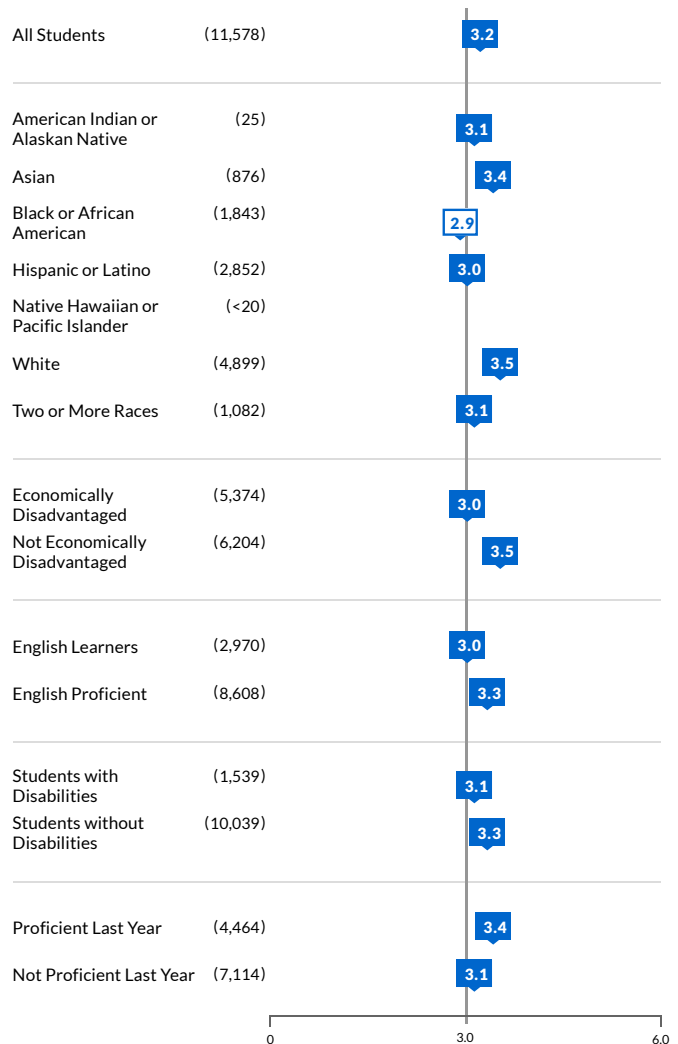 All Students (11,578) 3.2
American Indian or
Alaskan Native (25) 3.1
Asian (876) 3.4
Black or African
American (1,843) 2.9
Hispanic or Latino (2,852) 3.0
Native Hawaiian or
Pacific Islander (<20)
White (4,899) 3.5
Two or More Races (1,082) 3.1
Economically
Disadvantaged (5,374) 3.0
Not Economically
Disadvantaged (6,204) 3.5
English Learners (2,970) 3.0
English Proficient (8,608) 3.3
Students with
Disabilities (1,539) 3.1
Students without
Disabilities (10,039) 3.3
Proficient Last Year (4,464) 3.4
Not Proficient Last Year (7,114) 3.1
0 3.0 6.0